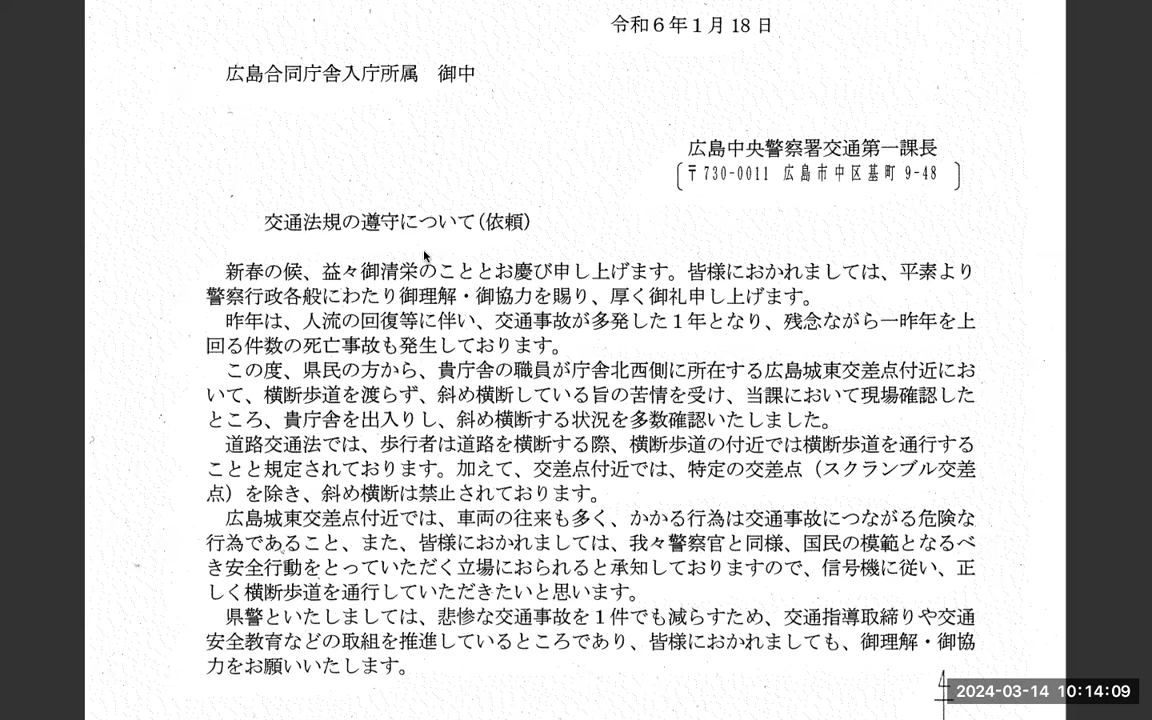 令和６年１月 18 日
広島合同庁舎入庁所属　御中
広島中央警察署交通第一課長
〒730-0011 広島市中区基町 9-48
交通法規の遵守について（依頼）
新春の候、益々御清栄のこととお慶び申し上げます。皆様におかれましては、平素より
警察行政各般にわたり御理解・御協力を賜り、厚く御礼申し上げます。
昨年は、人流の回復等に伴い、交通事故が多発した１年となり、残念ながら一昨年を上
回る件数の死亡事故も発生しております。
この度、県民の方から、貴庁舎の職員が庁舎北西側に所在する広島城東交差点付近にお
いて、横断歩道を渡らず、斜め横断している旨の苦情を受け、当課において現場確認した
ところ、貴庁舎を出入りし、斜め横断する状況を多数確認いたしました。
道路交通法では、歩行者は道路を横断する際、横断歩道の付近では横断歩道を通行する
ことと規定されております。加えて、交差点付近では、特定の交差点（スクランブル交差
点）を除き、斜め横断は禁止されております。
広島城東交差点付近では、車両の往来も多く、かかる行為は交通事故につながる危険な
行為であること、また、皆様におかれましては、我々警察官と同様、国民の模範となるべ
き安全行動をとっていただく立場におられると承知しておりますので、信号機に従い、正
しく横断歩道を通行していただきたいと思います。
県警といたしましては、悲惨な交通事故を１件でも減らすため、交通指導取締りや交通
安全教育などの取組を推進しているところであり、皆様におかれましても、御理解・御協
力をお願いいたします。
2024-03-14 10:14:09